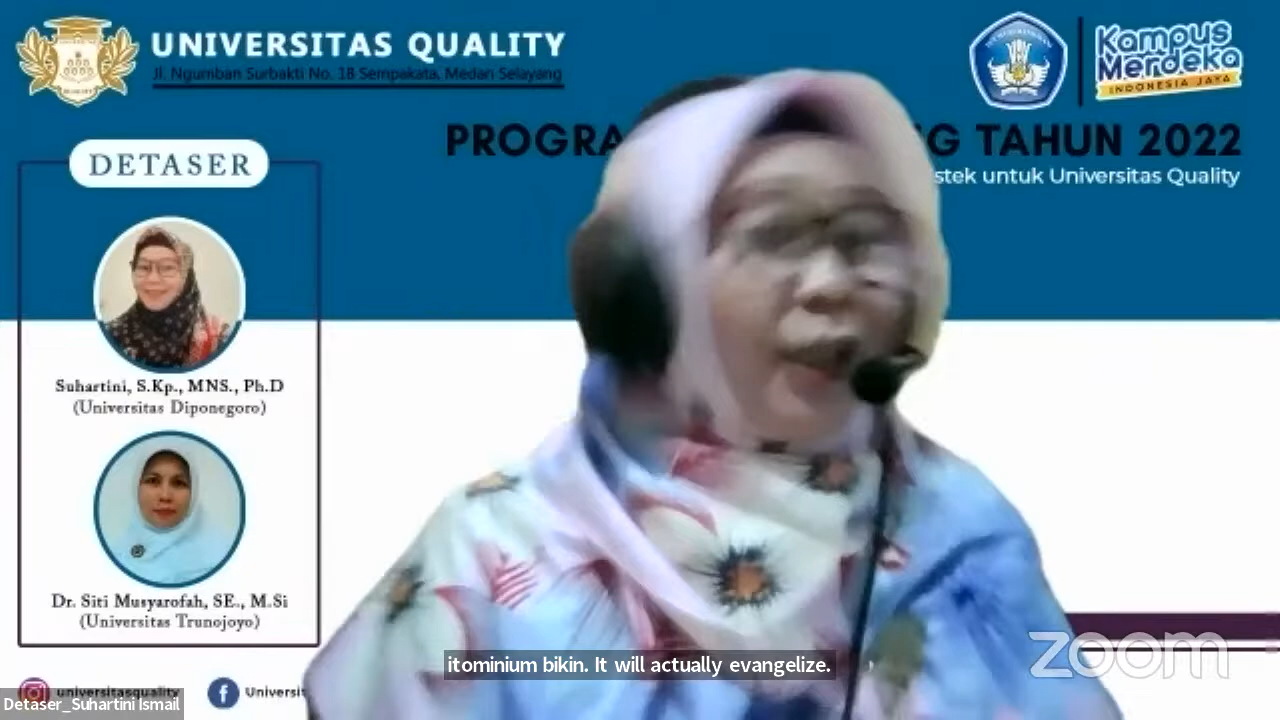 UNIVERSITAS QUALITY
Jl. Ngumban Surbakti No. 18 Sempakata, Medan Selayang
Kampus
Merdeka
INDONESIA JAYA
PROGRA G TAHUN 2022
stek untuk Universitas Quality
DETASER
Suhartini, S.Kp., MNS., Ph.D
(Universitas Diponegoro)
Dr. Siti Musyarofah, SE., M.Si
(Universitas Trunojoyo)
itominium bikin. It will actually evangelize.
zoom
universitasquality
Universit
Detaser_Suhartini Ismail